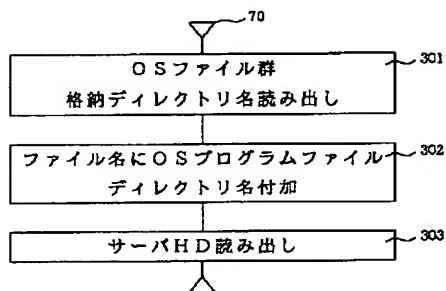 70
OSファイル群
格納ディレクトリ名読み出し
301
ファイル名にOSプログラムファイル
ディレクトリ名付加
302
サーバHD読み出し
303